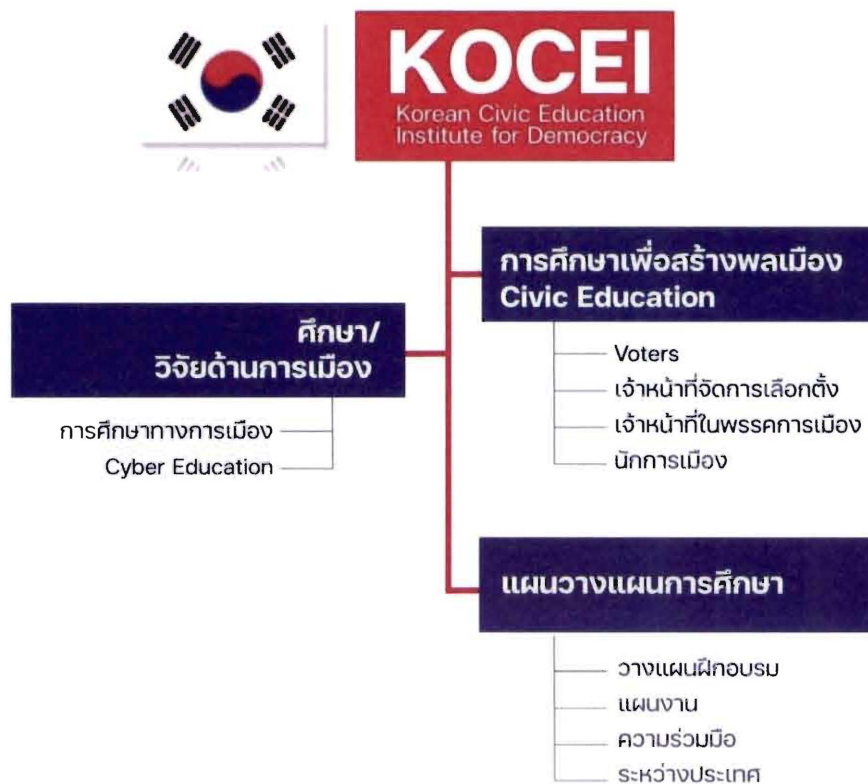 KOCEI
Korean Civic Education
Institute for Democracy
การศึกษาเพื่อสร้างพลเมือง
Civic Education
Voters
เจ้าหน้าที่จัดการเลือกตั้ง
เจ้าหน้าที่ในพรรคการเมือง
นักการเมือง
ศึกษา/
วิจัยด้านการเมือง
การศึกษาทางการเมือง
Cyber Education
แผนวางแผนการศึกษา
วางแผนฝึกอบรม
แผนงาน
ความร่วมมือ
ระหว่างประเทศ